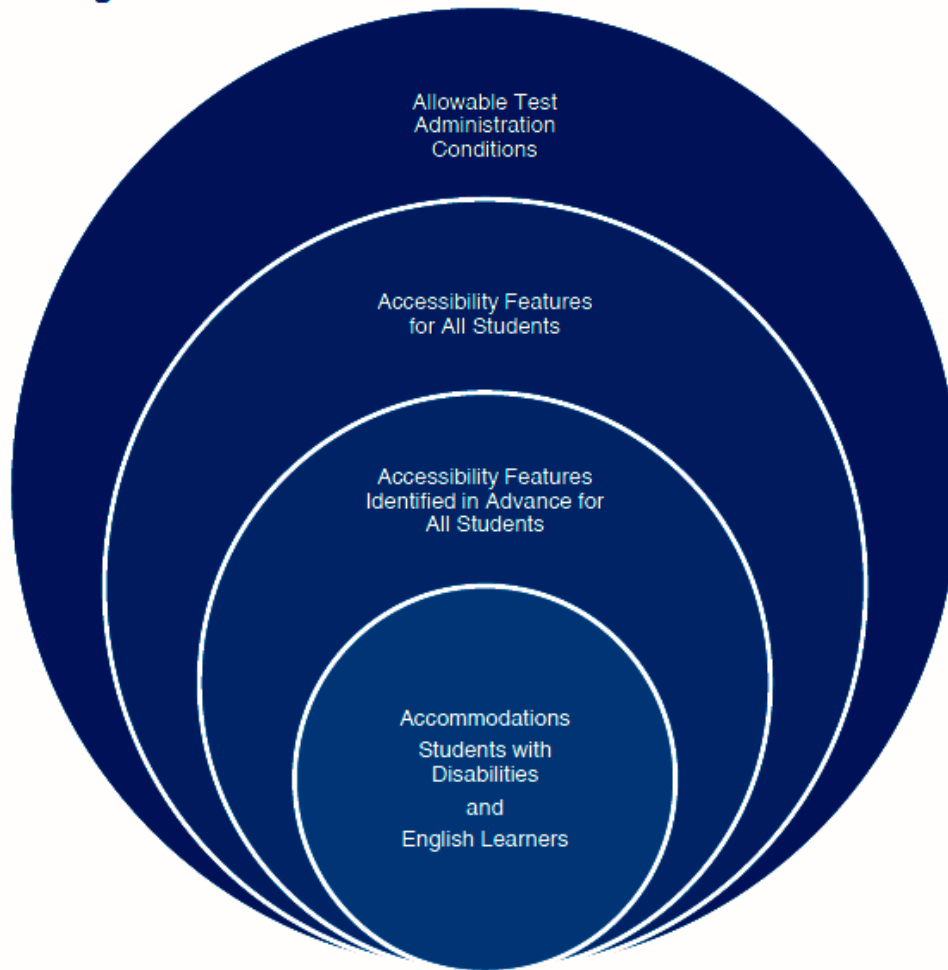 Allowable Test
Administration
Conditions
Accessibility Features
for All Students
Accessibility Features
Identified in Advance for
All Students
Accommodations
Students with
Disabilities
and
English Learners